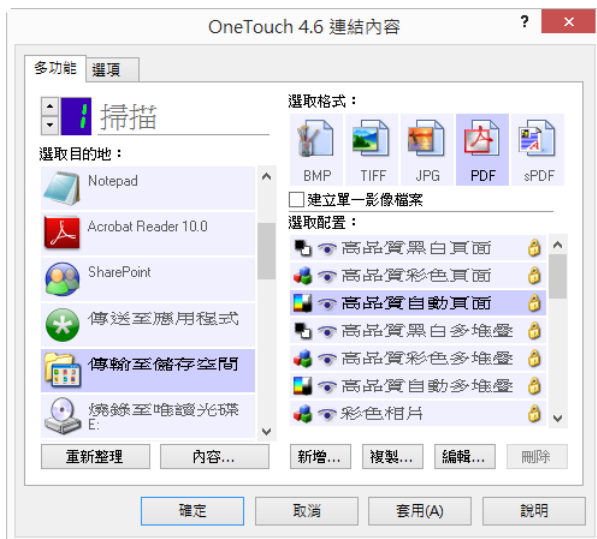 OneTouch 4.6 連結內容
?
多功能
選項
1 掃描
選取目的地：
Notepad
Acrobat Reader 10.0
SharePoint
傳送至應用程式
傳輸至儲存空間
燒錄至唯讀光碟
E:
重新整理
內容...
選取格式：
BMP
TIFF
JPG
PDF
sPDF
建立單一影像檔案
選取配置：
高品質黑白頁面
高品質彩色頁面
高品質自動頁面
高品質黑白多堆疊
高品質彩色多堆疊
高品質自動多堆疊
彩色相片
新增...
複製...
編輯...
刪除
確定
取消
套用(A)
說明